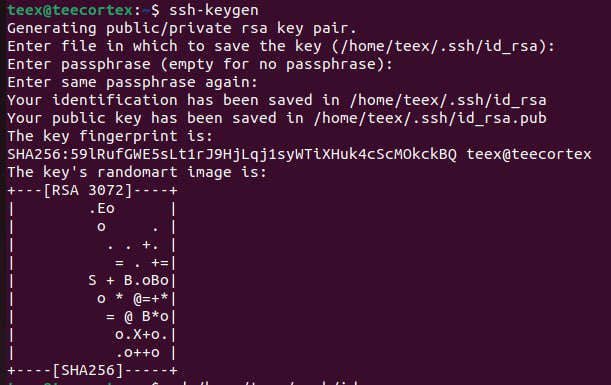 teex@teecortex:~$ ssh-keygen
Generating public/private rsa key pair.
Enter file in which to save the key (/home/teex/.ssh/id_rsa):
Enter passphrase (empty for no passphrase):
Enter same passphrase again:
Your identification has been saved in /home/teex/.ssh/id_rsa
Your public key has been saved in /home/teex/.ssh/id_rsa.pub
The key fingerprint is:
SHA256:59lRufGWE5sLt1rJ9HjLqj1syWTiXHuk4cScMOkckBQ teex@teecortex
The key's randomart image is:
+---[RSA 3072]----+
|        .Eo      |
|         o     . |
|          . . +. |
|           = . +=|
|        S + B.oBo|
|         o * @=+*|
|          = @ B*o|
|           o.X+o.|
|           .o++o |
+----[SHA256]-----+